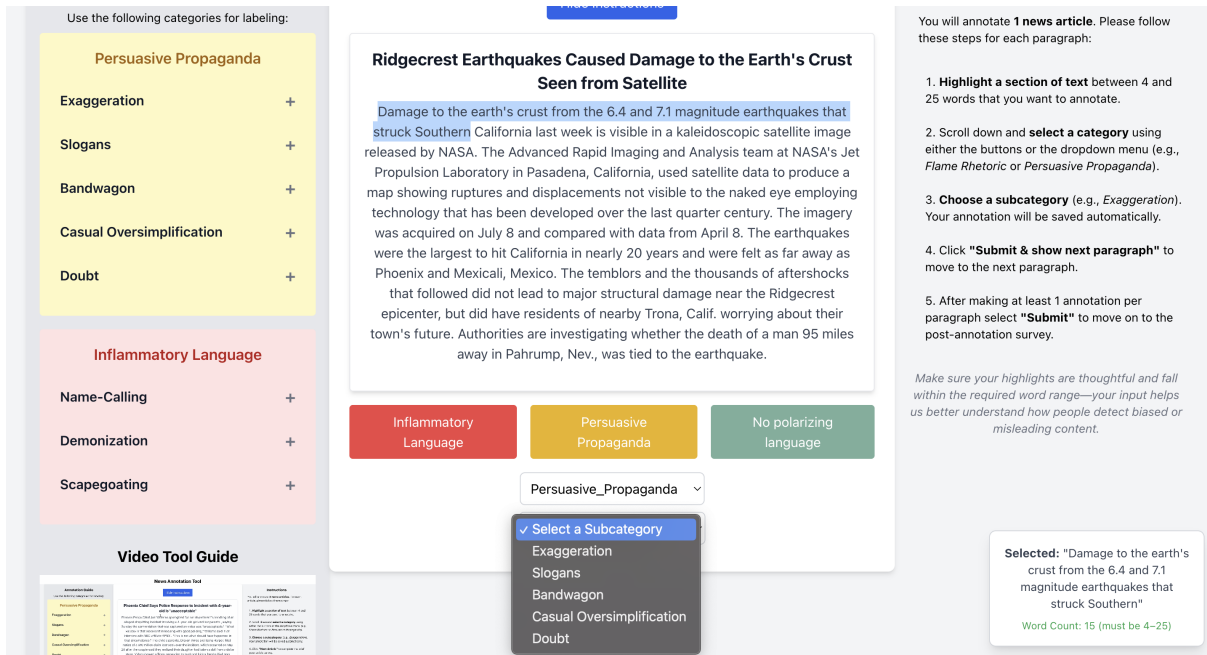 Use the following categories for labeling:
Persuasive Propaganda
Exaggeration +
Slogans +
Bandwagon +
Casual Oversimplification +
Doubt +
Inflammatory Language
Name-Calling +
Demonization +
Scapegoating +
Video Tool Guide
News Annotation Tool
Ridgecrest Earthquakes Caused Damage to the Earth's Crust
Seen from Satellite
Damage to the earth's crust from the 6.4 and 7.1 magnitude earthquakes that
struck Southern California last week is visible in a kaleidoscopic satellite image
released by NASA. The Advanced Rapid Imaging and Analysis team at NASA's Jet
Propulsion Laboratory in Pasadena, California, used satellite data to produce a
map showing ruptures and displacements not visible to the naked eye employing
technology that has been developed over the last quarter century. The imagery
was acquired on July 8 and compared with data from April 8. The earthquakes
were the largest to hit California in nearly 20 years and were felt as far away as
Phoenix and Mexicali, Mexico. The temblors and the thousands of aftershocks
that followed did not lead to major structural damage near the Ridgecrest
epicenter, but did have residents of nearby Trona, Calif. worrying about their
town's future. Authorities are investigating whether the death of a man 95 miles
away in Pahrump, Nev., was tied to the earthquake.
Inflammatory
Language
Persuasive
Propaganda
No polarizing
language
Persuasive_Propaganda
✓ Select a Subcategory
Exaggeration
Slogans
Bandwagon
Casual Oversimplification
Doubt
You will annotate 1 news article. Please follow
these steps for each paragraph:
1. Highlight a section of text between 4 and
25 words that you want to annotate.
2. Scroll down and select a category using
either the buttons or the dropdown menu (e.g.,
Flame Rhetoric or Persuasive Propaganda).
3. Choose a subcategory (e.g., Exaggeration).
Your annotation will be saved automatically.
4. Click "Submit & show next paragraph" to
move to the next paragraph.
5. After making at least 1 annotation per
paragraph select "Submit" to move on to the
post-annotation survey.
Make sure your highlights are thoughtful and fall
within the required word range—your input helps
us better understand how people detect biased or
misleading content.
Selected: "Damage to the earth's
crust from the 6.4 and 7.1
magnitude earthquakes that
struck Southern"
Word Count: 15 (must be 4–25)